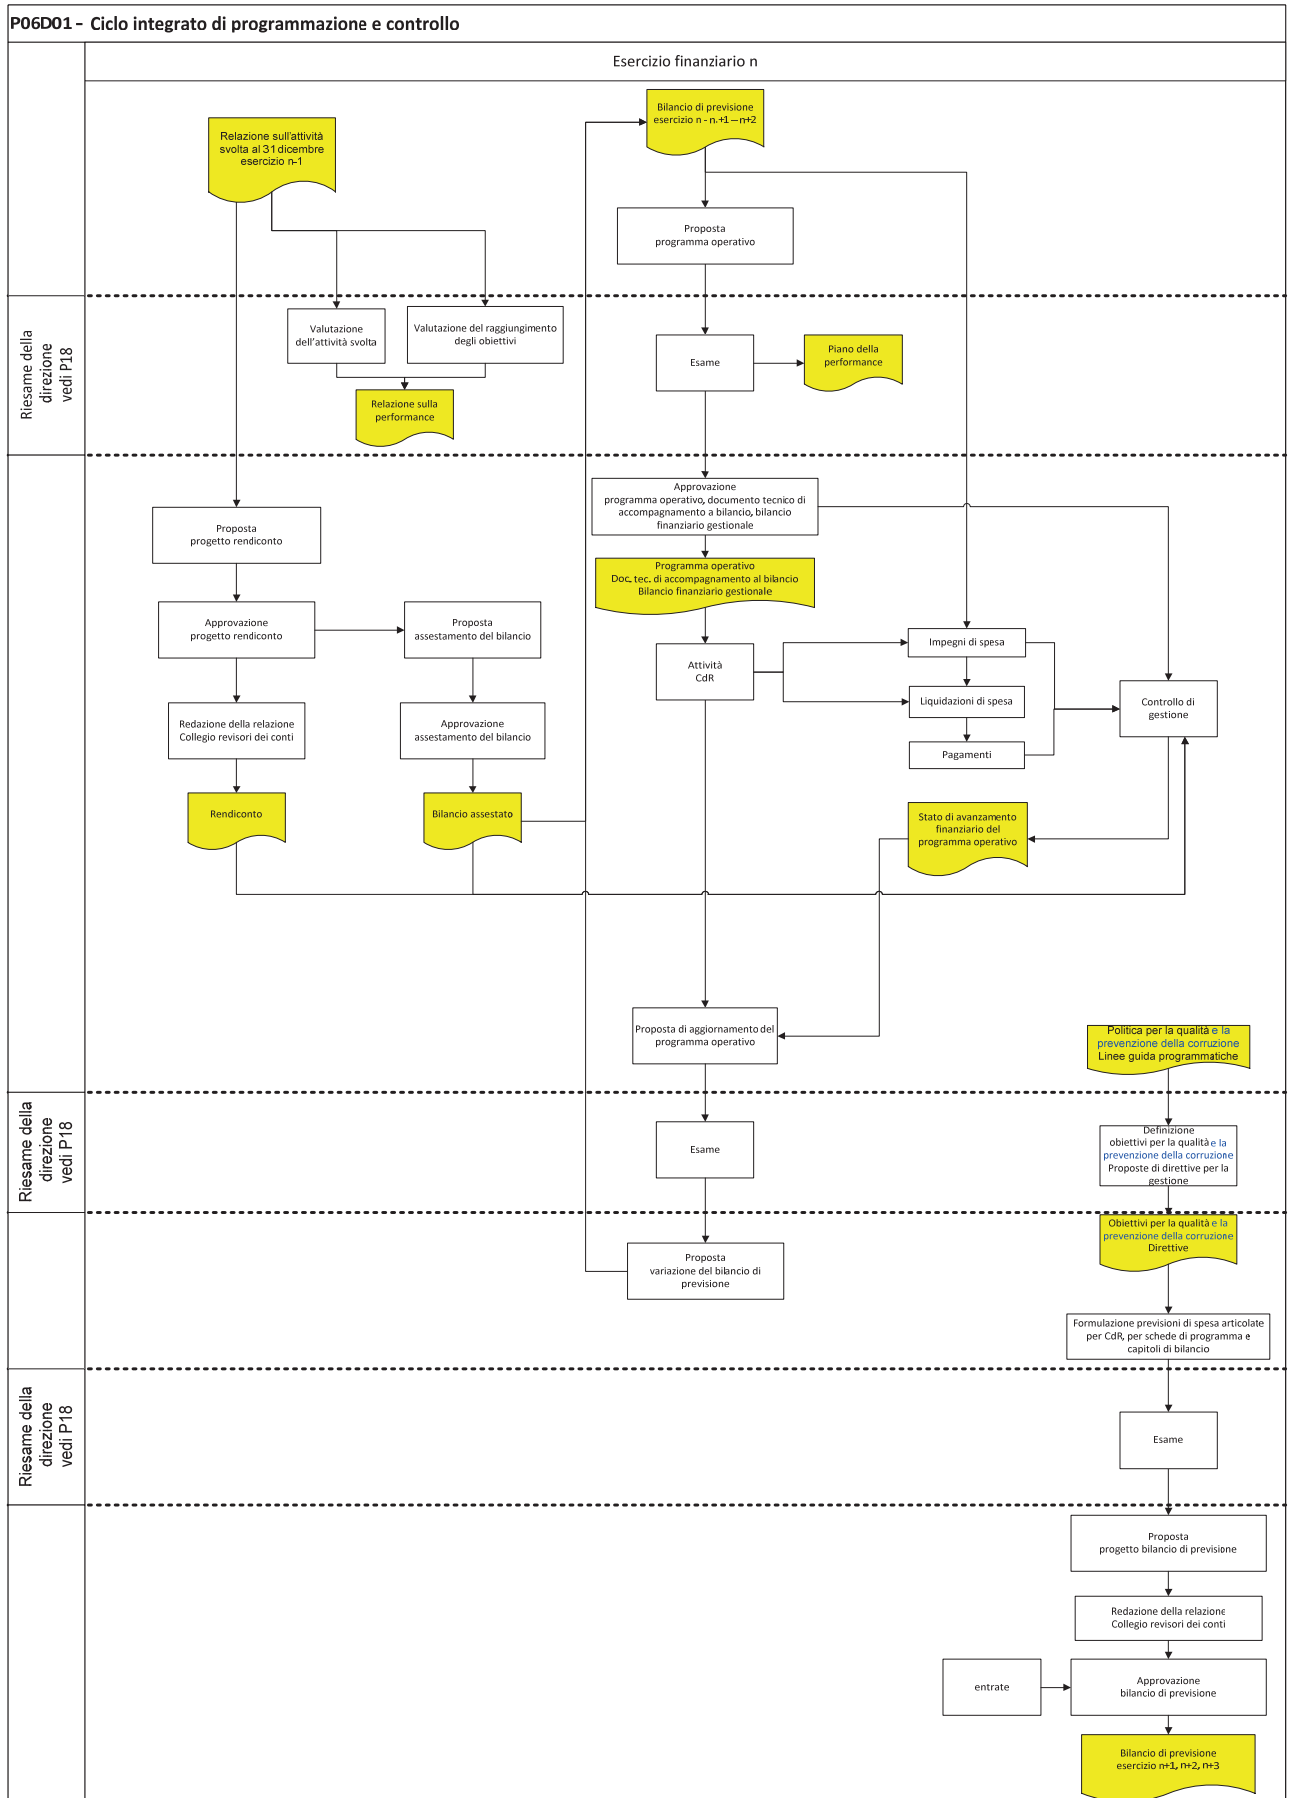 P06D01 - Ciclo integrato di programmazione e controllo
Esercizio finanziario n
Relazione sull'attività
svolta al 31 dicembre
esercizio n-1
Bilancio di previsione
esercizio n - n.+1 – n+2
Proposta
programma operativo
Riesame della
direzione
vedi P18
Valutazione
dell'attività svolta
Valutazione del raggiungimento
degli obiettivi
Relazione sulla
performance
Esame
Piano della
performance
Approvazione
programma operativo, documento tecnico di
accompagnamento a bilancio, bilancio
finanziario gestionale
Programma operativo
Doc. tec. di accompagnamento al bilancio
Bilancio finanziario gestionale
Proposta
progetto rendiconto
Approvazione
progetto rendiconto
Proposta
assestamento del bilancio
Attività
CdR
Impegni di spesa
Liquidazioni di spesa
Pagamenti
Controllo di
gestione
Redazione della relazione
Collegio revisori dei conti
Approvazione
assestamento del bilancio
Rendiconto
Bilancio assestato
Stato di avanzamento
finanziario del
programma operativo
Proposta di aggiornamento del
programma operativo
Politica per la qualità e la
prevenzione della corruzione
Linee guida programmatiche
Riesame della
direzione
vedi P18
Esame
Definizione
obiettivi per la qualità e la
prevenzione della corruzione
Proposte di direttive per la
gestione
Proposta
variazione del bilancio di
previsione
Obiettivi per la qualità e la
prevenzione della corruzione
Direttive
Formulazione previsioni di spesa articolate
per CdR, per schede di programma e
capitoli di bilancio
Riesame della
direzione
vedi P18
Esame
Proposta
progetto bilancio di previsione
Redazione della relazione
Collegio revisori dei conti
entrate
Approvazione
bilancio di previsione
Bilancio di previsione
esercizio n+1, n+2, n+3